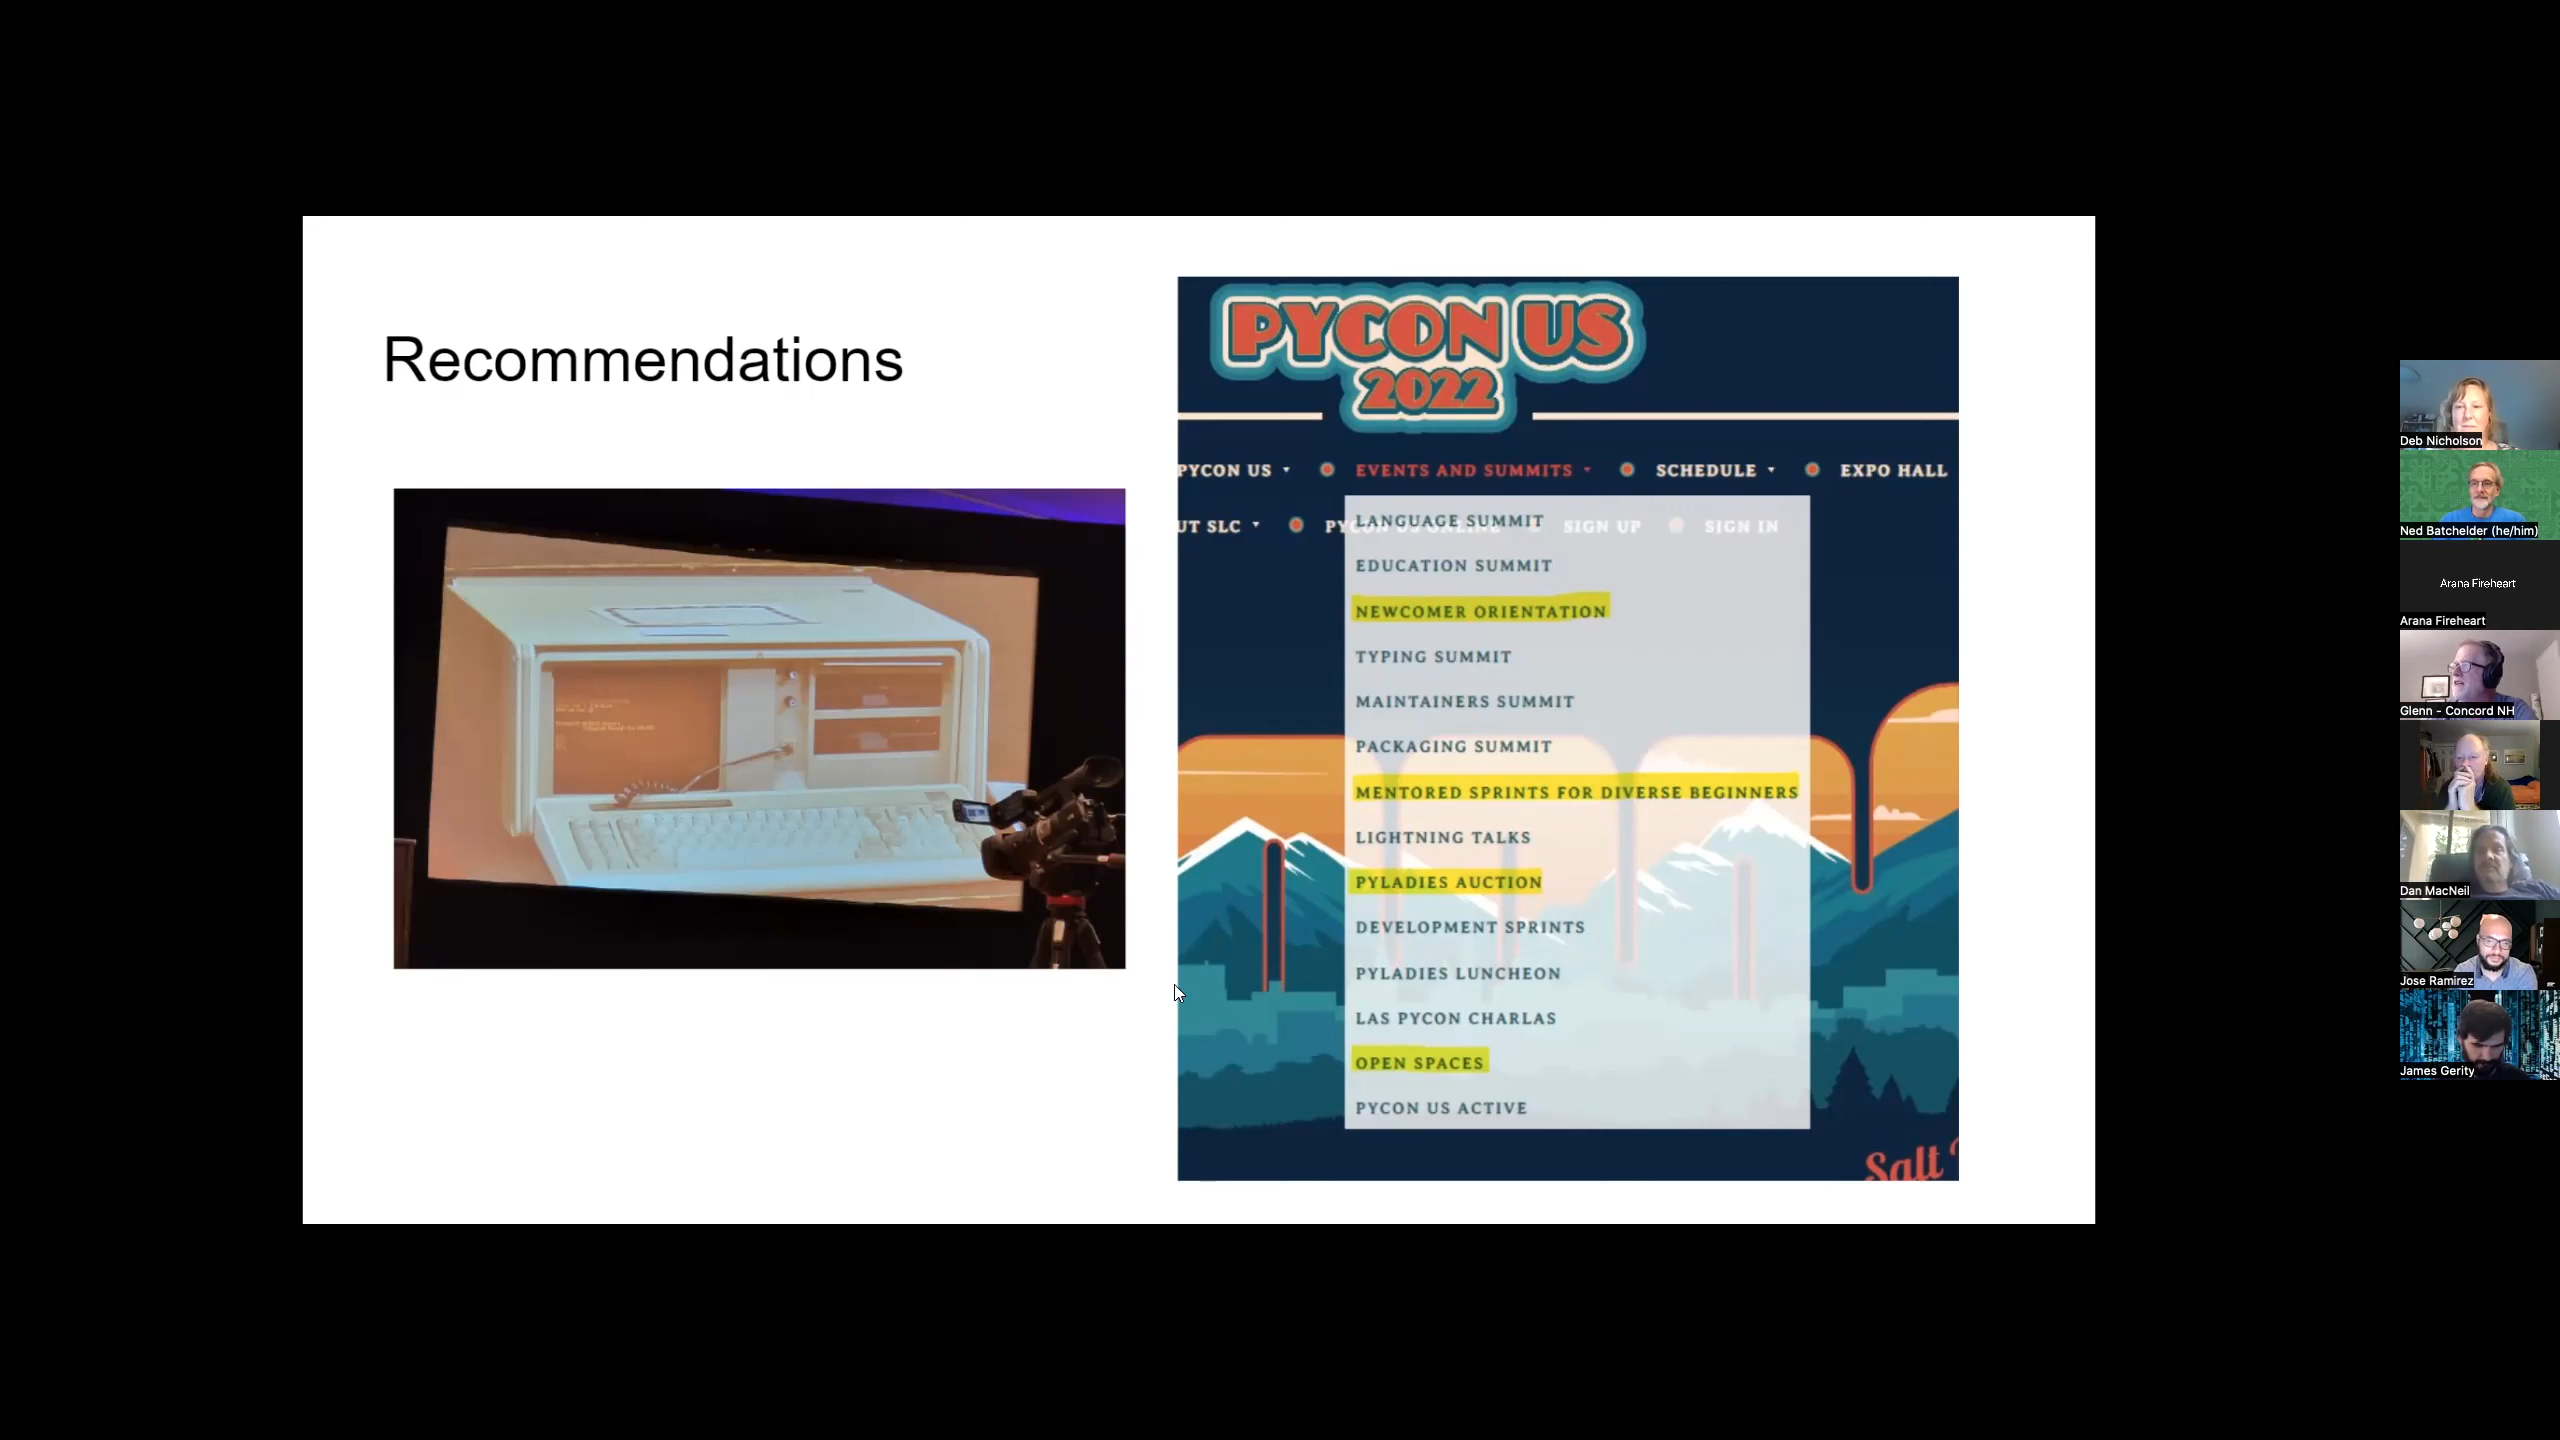 Recommendations
PYCON US
2022
PYCON US
EVENTS AND SUMMITS
SCHEDULE
EXPO HALL
UT SLC
SIGN UP
SIGN IN
LANGUAGE SUMMIT
EDUCATION SUMMIT
NEWCOMER ORIENTATION
TYPING SUMMIT
MAINTAINERS SUMMIT
PACKAGING SUMMIT
MENTORED SPRINTS FOR DIVERSE BEGINNERS
LIGHTNING TALKS
PYLADIES AUCTION
DEVELOPMENT SPRINTS
PYLADIES LUNCHEON
LAS PYCON CHARLAS
OPEN SPACES
PYCON US ACTIVE
Salt
Deb Nicholson
Ned Batchelder (he/him)
Arana Fireheart
Arana Fireheart
Glenn - Concord NH
Dan MacNeil
Jose Ramirez
James Gerity